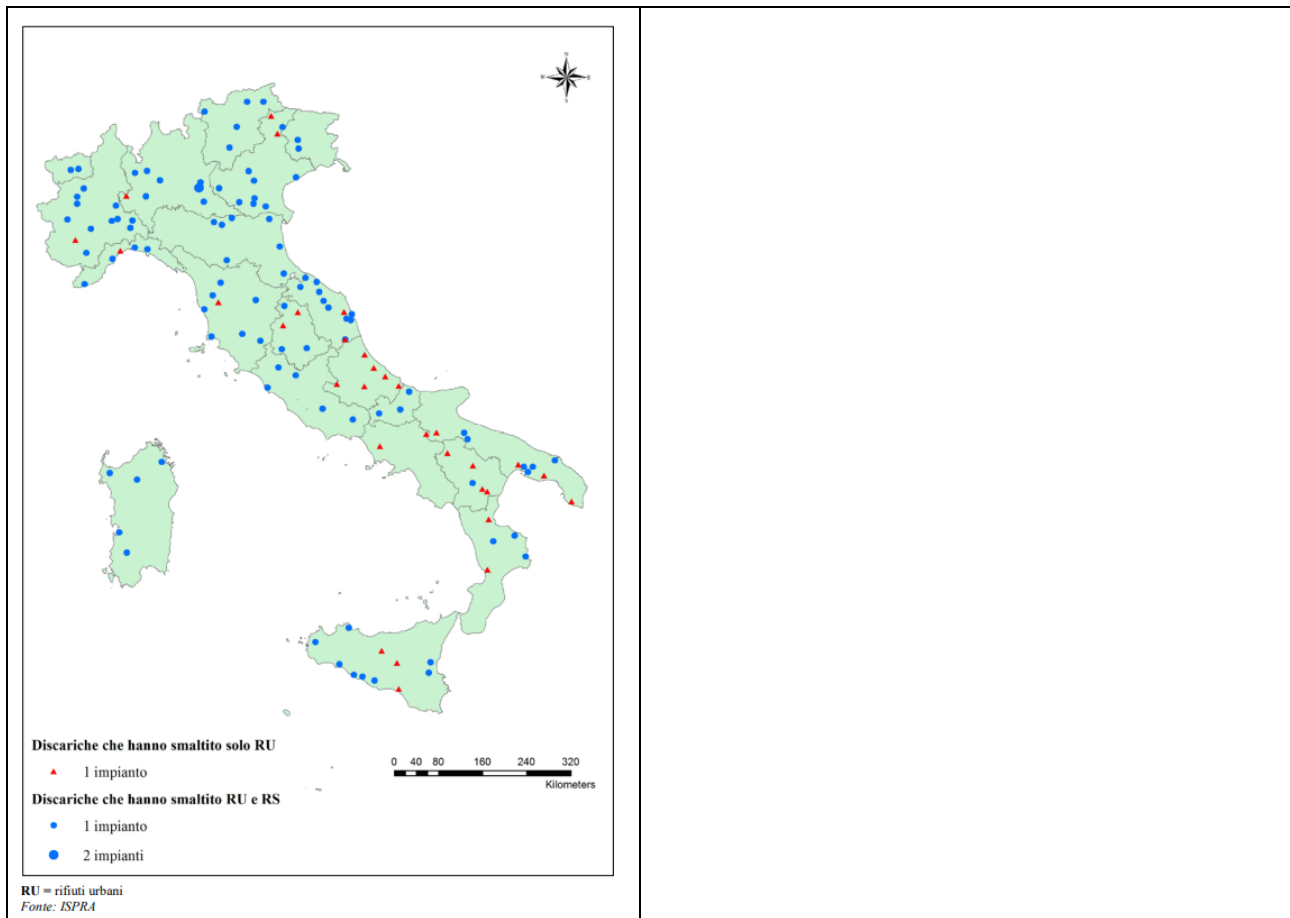 N
W
E
S
Discariche che hanno smaltito solo RU
1 impianto
0 40 80 160 240 320
Kilometers
Discariche che hanno smaltito RU e RS
1 impianto
2 impianti
RU = rifiuti urbani
Fonte: ISPRA